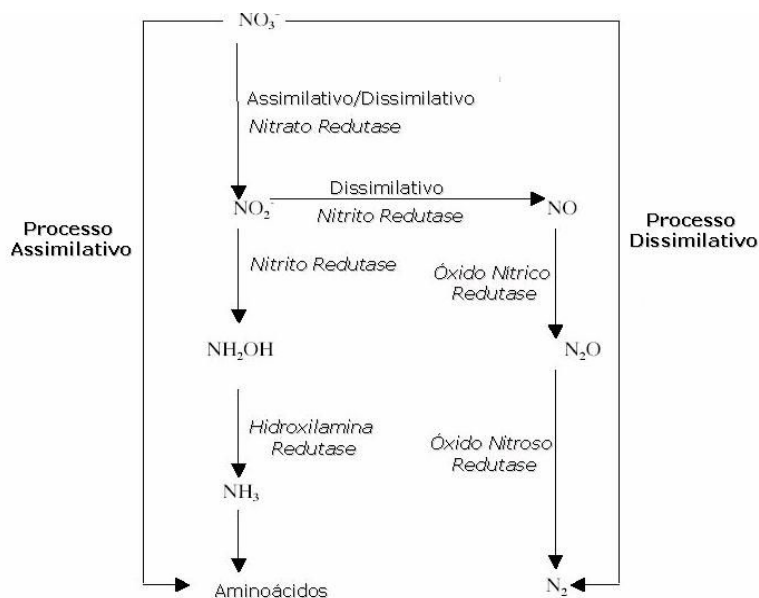 NO₃⁻
Assimilativo/Dissimilativo
Nitrato Redutase
Dissimilativo
NO₂⁻
NO
Nitrito Redutase
Processo
Assimilativo
Processo
Dissimilativo
Nitrito Redutase
Óxido Nítrico
Redutase
NH₂OH
N₂O
Hidroxilamina
Redutase
Óxido Nitroso
Redutase
NH₃
Aminoácidos
N₂